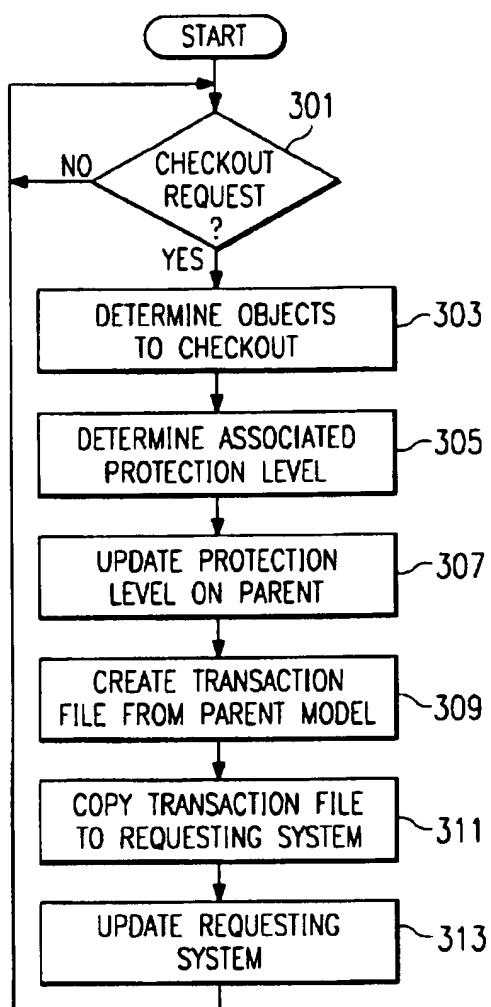 START
301
NO
CHECKOUT
REQUEST
?
YES
DETERMINE OBJECTS
TO CHECKOUT
303
DETERMINE ASSOCIATED
PROTECTION LEVEL
305
UPDATE PROTECTION
LEVEL ON PARENT
307
CREATE TRANSACTION
FILE FROM PARENT MODEL
309
COPY TRANSACTION FILE
TO REQUESTING SYSTEM
311
UPDATE REQUESTING
SYSTEM
313